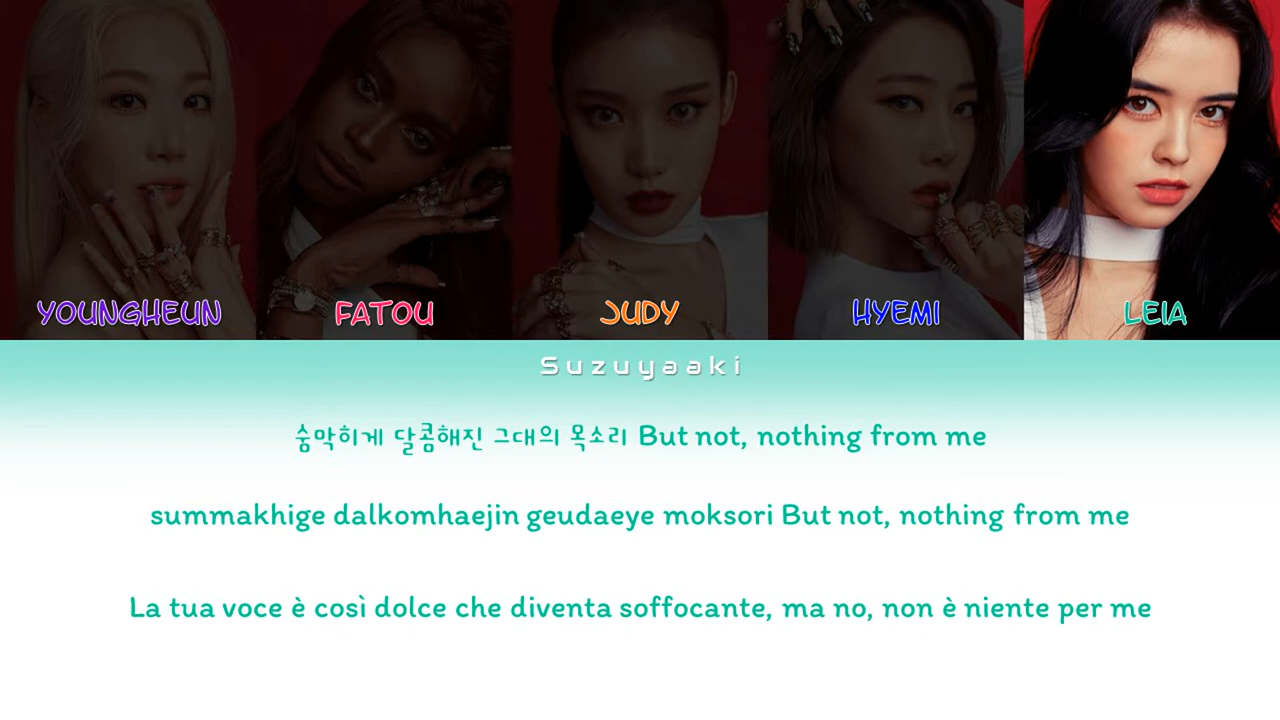 YOUNGHEUN
FATOU
JUDY
HYEMI
LEIA
Suzuyaaki
숨막히게 달콤해진 그대의 목소리 But not, nothing from me
summakhige dalkomhaejin geudaeye moksori But not, nothing from me
La tua voce è così dolce che diventa soffocante, ma no, non è niente per me